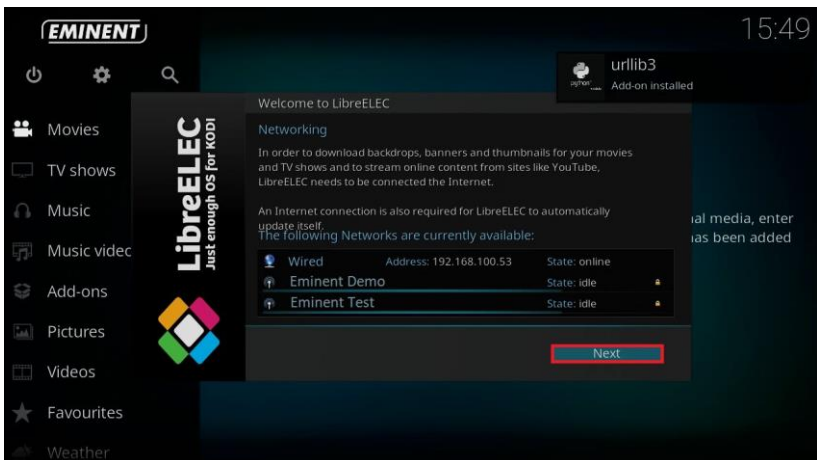 EMINENT
15:49
urllib3
Add-on installed
Welcome to LibreELEC
Networking
In order to download backdrops, banners and thumbnails for your movies
and TV shows and to stream online content from sites like YouTube,
LibreELEC needs to be connected the Internet.
An Internet connection is also required for LibreELEC to automatically
update itself.
The following Networks are currently available:
Wired Address: 192.168.100.53 State: online
Eminent Demo State: idle
Eminent Test State: idle
Next
LibreELEC
Just enough OS for KODI
Movies
TV shows
Music
Music videc
Add-ons
Pictures
Videos
Favourites
Weather
al media, enter
as been added